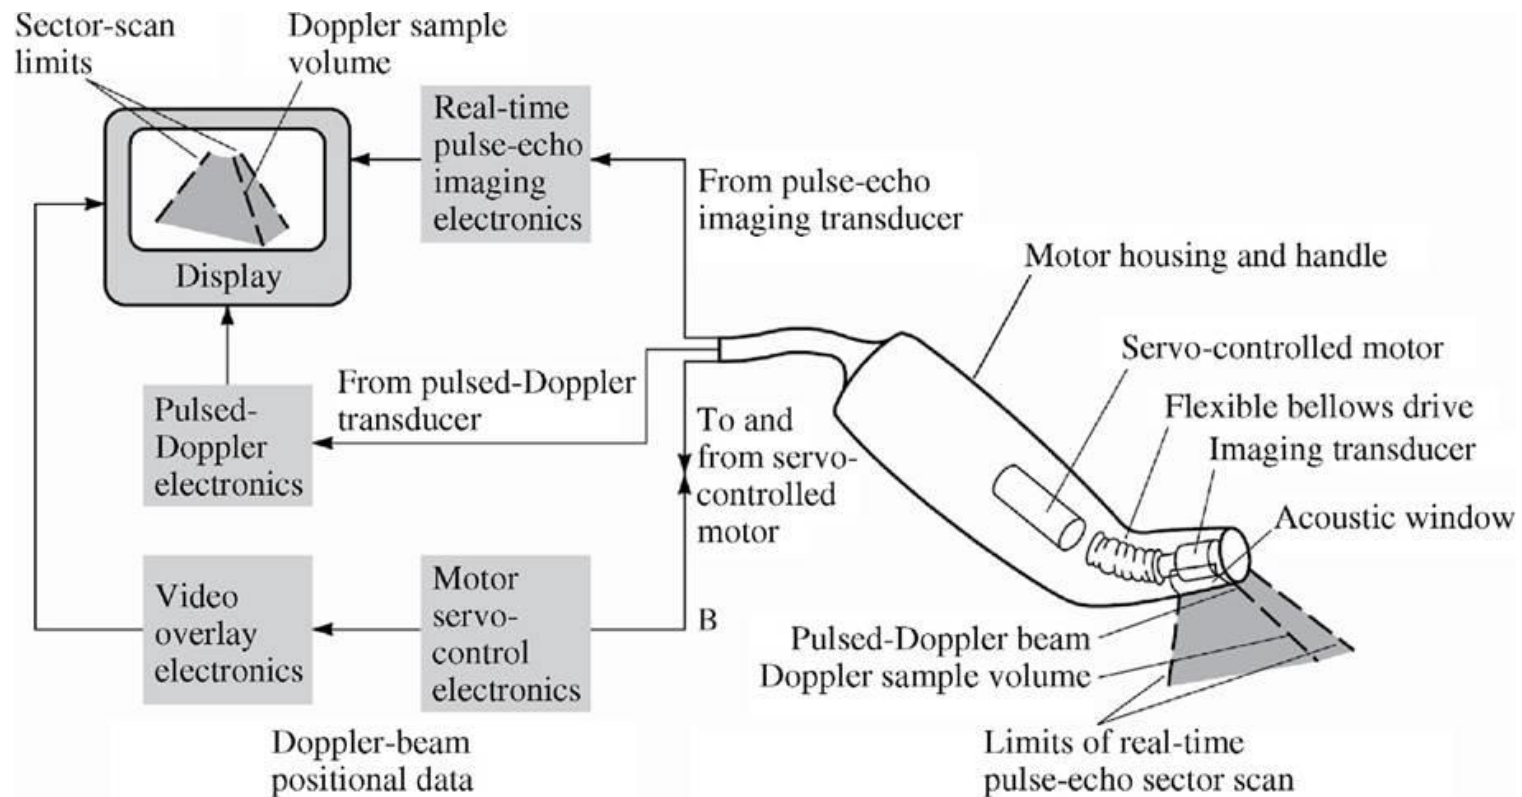 Sector-scan
limits
Doppler sample
volume
Real-time
pulse-echo
imaging
electronics
From pulse-echo
imaging transducer
Display
Motor housing and handle
Servo-controlled motor
Flexible bellows drive
Imaging transducer
Acoustic window
From pulsed-Doppler
transducer
Pulsed-
Doppler
electronics
To and
from servo-
controlled
motor
Video
overlay
electronics
Motor
servo-
control
electronics
B
Pulsed-Doppler beam
Doppler sample volume
Doppler-beam
positional data
Limits of real-time
pulse-echo sector scan